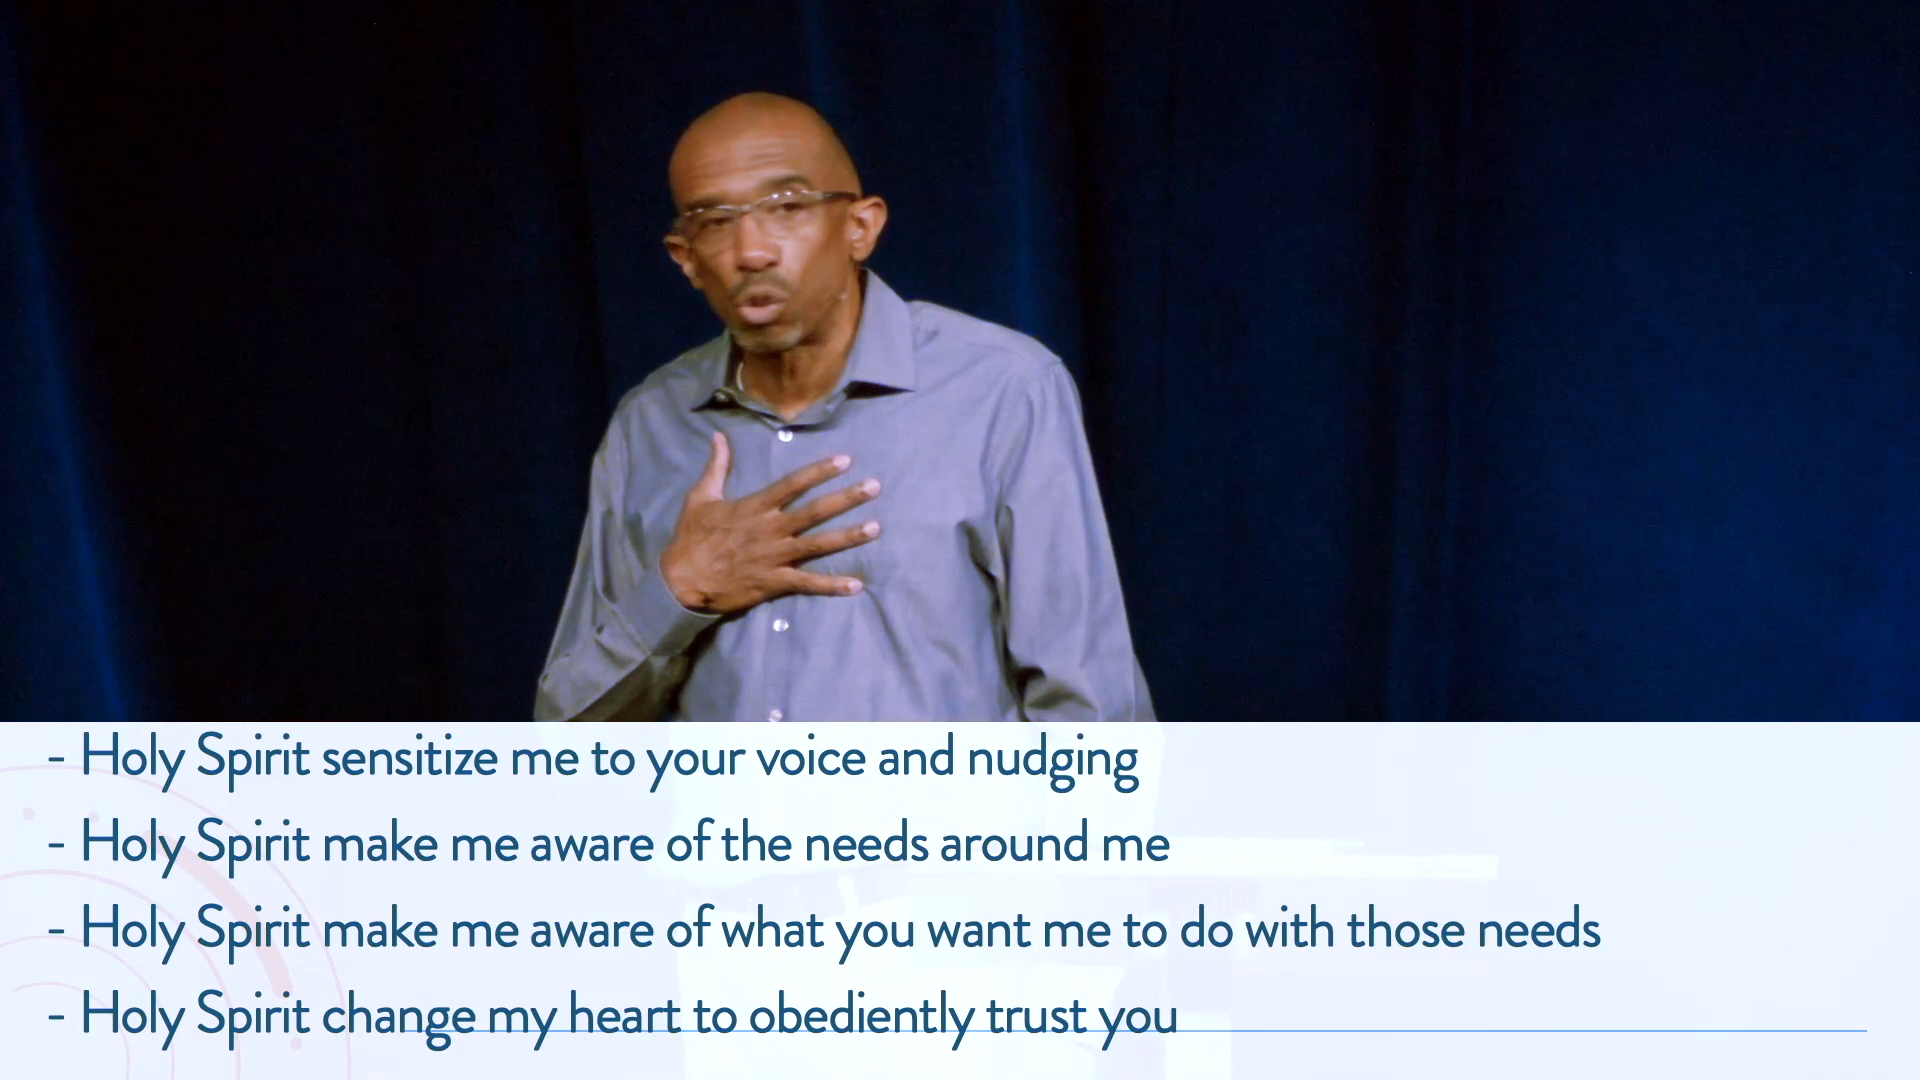 - Holy Spirit sensitize me to your voice and nudging
- Holy Spirit make me aware of the needs around me
- Holy Spirit make me aware of what you want me to do with those needs
- Holy Spirit change my heart to obediently trust you